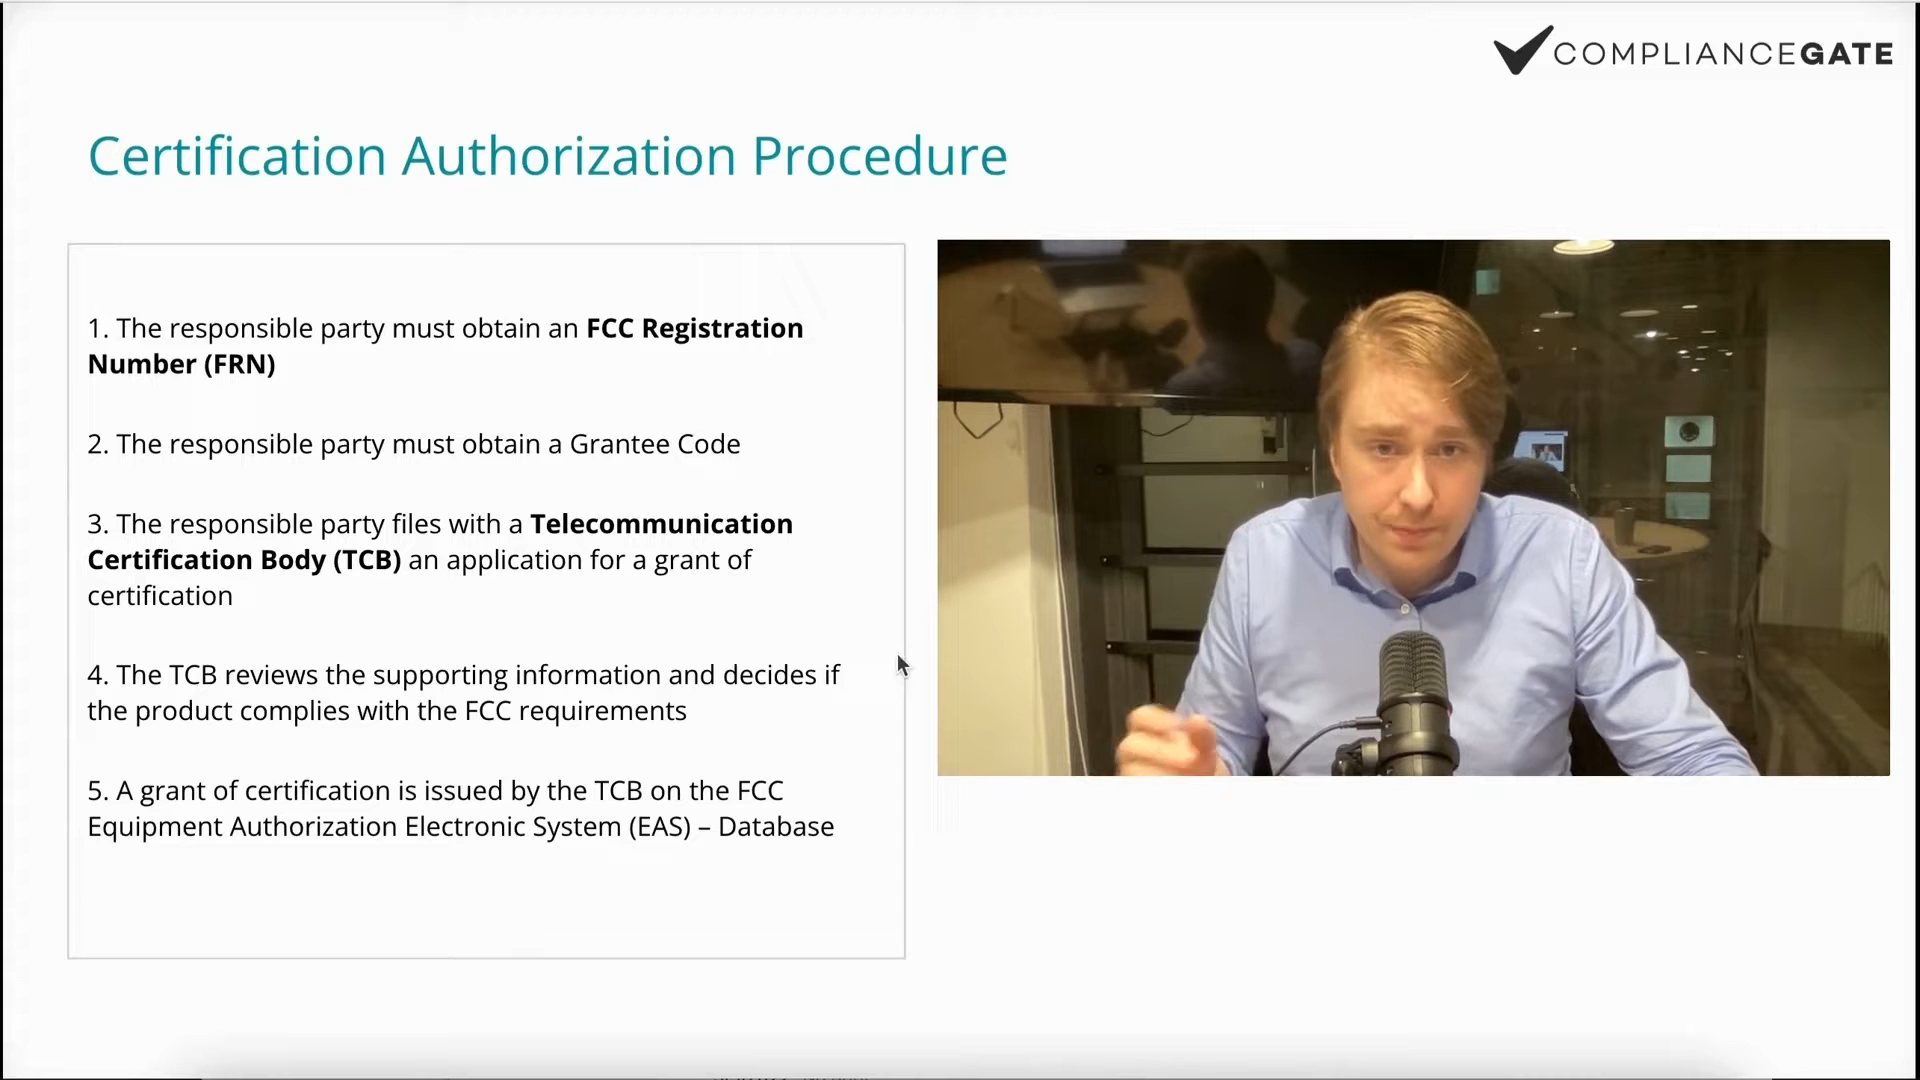 COMPLIANCEGATE
Certification Authorization Procedure
1. The responsible party must obtain an FCC Registration
Number (FRN)
2. The responsible party must obtain a Grantee Code
3. The responsible party files with a Telecommunication
Certification Body (TCB) an application for a grant of
certification
4. The TCB reviews the supporting information and decides if
the product complies with the FCC requirements
5. A grant of certification is issued by the TCB on the FCC
Equipment Authorization Electronic System (EAS) – Database